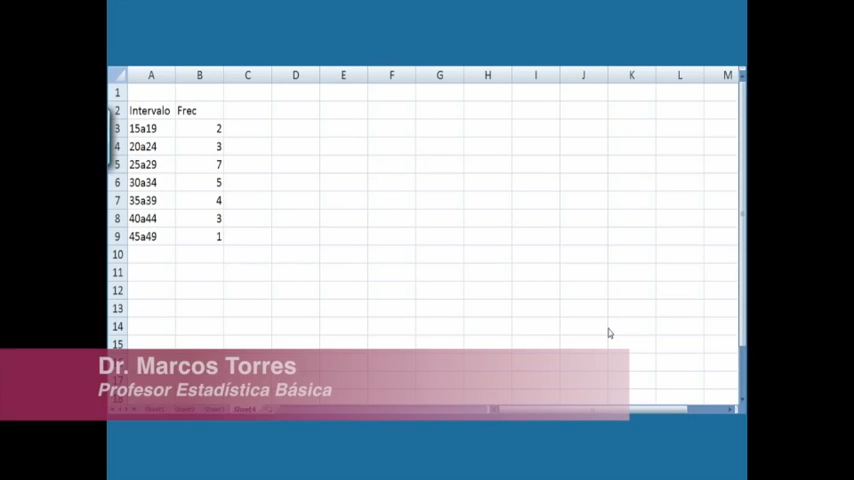 A B C D E F G H I J K L M
1
2 Intervalo Frec
3 15a19 2
4 20a24 3
5 25a29 7
6 30a34 5
7 35a39 4
8 40a44 3
9 45a49 1
10
11
12
13
14
15
Dr. Marcos Torres
Profesor Estadística Básica
Sheet4